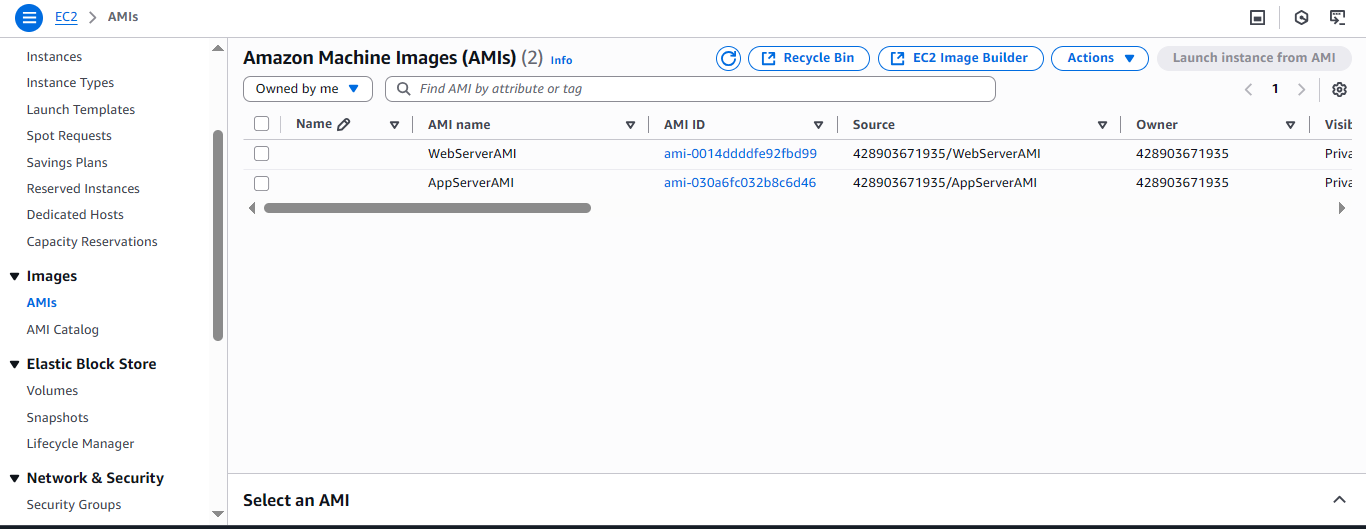 EC2 > AMIs
Instances
Instance Types
Launch Templates
Spot Requests
Savings Plans
Reserved Instances
Dedicated Hosts
Capacity Reservations
Images
AMIs
AMI Catalog
Elastic Block Store
Volumes
Snapshots
Lifecycle Manager
Network & Security
Security Groups
Amazon Machine Images (AMIs) (2) Info
Recycle Bin
EC2 Image Builder
Actions
Launch instance from AMI
Owned by me
Find AMI by attribute or tag
1
Name AMI name AMI ID Source Owner Visib
WebServerAMI ami-0014ddddfe92fbd99 428903671935/WebServerAMI 428903671935 Priva
AppServerAMI ami-030a6fc032b8c6d46 428903671935/AppServerAMI 428903671935 Priva
Select an AMI